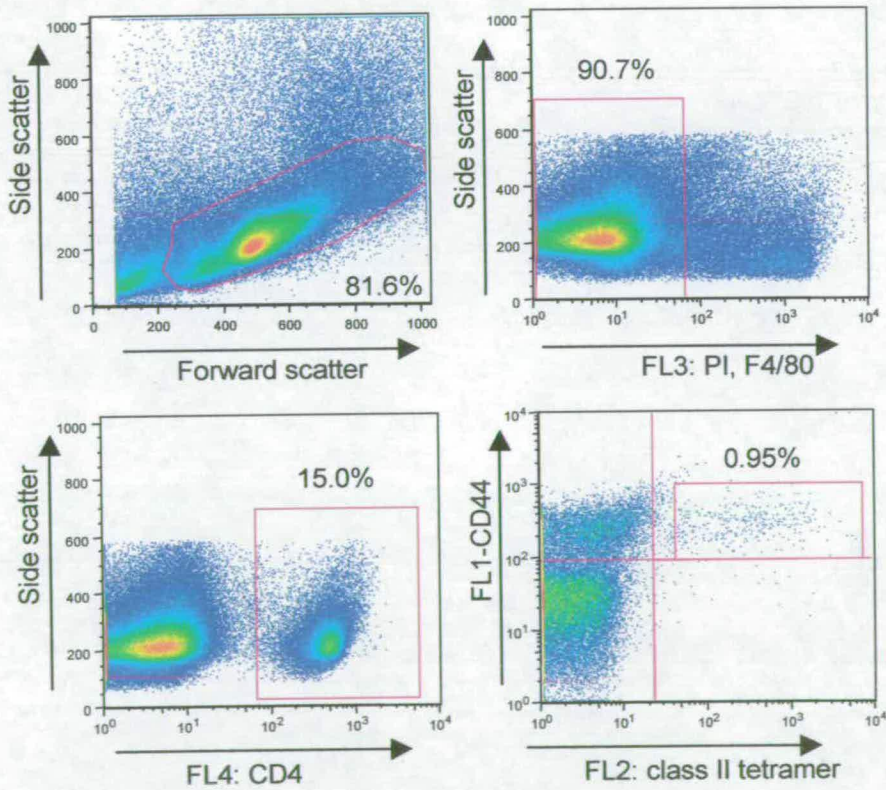 1000
800
600
400
200
0
Side scatter
81.6%
0 200 400 600 800 1000
Forward scatter
1000
800
600
400
200
0
Side scatter
90.7%
10⁰ 10¹ 10² 10³ 10⁴
FL3: PI, F4/80
1000
800
600
400
200
0
Side scatter
15.0%
10⁰ 10¹ 10² 10³ 10⁴
FL4: CD4
10⁴
10³
10²
10¹
10⁰
FL1-CD44
0.95%
10⁰ 10¹ 10² 10³ 10⁴
FL2: class II tetramer